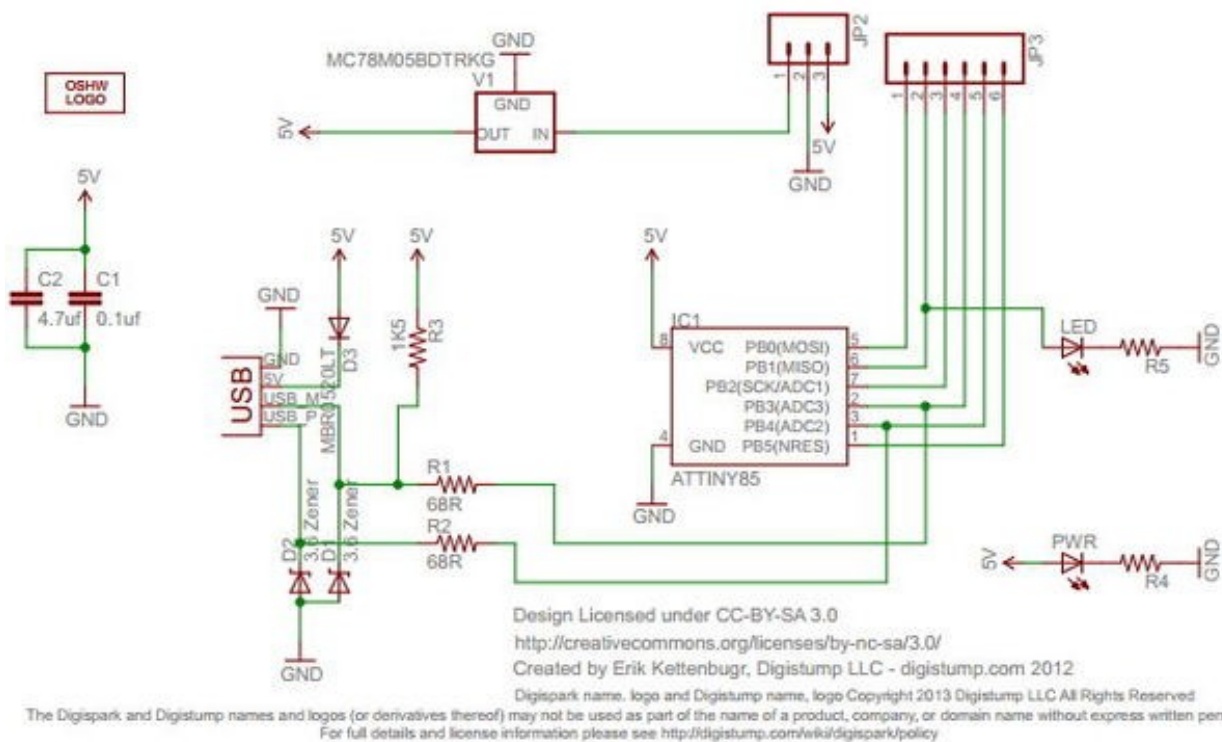 OSHW
LOGO
MC78M05BDTRKG
GND
V1
GND
OUT
IN
5V
JP2
1
2
3
5V
GND
JP3
1
2
3
4
5
6
5V
C2
C1
4.7uf
0.1uf
GND
GND
5V
D3
MBR0520LT
5V
1K5
R3
USB
GND
5V
USB_M
USB_P
D2
3.6 Zener
D1
3.6 Zener
GND
R1
68R
R2
68R
5V
IC1
8
VCC
PB0(MOSI)
5
PB1(MISO)
6
PB2(SCK/ADC1)
7
PB3(ADC3)
2
PB4(ADC2)
3
4
GND
PB5(NRES)
1
ATTINY85
GND
LED
R5
GND
5V
PWR
R4
GND
Design Licensed under CC-BY-SA 3.0
http://creativecommons.org/licenses/by-nc-sa/3.0/
Created by Erik Kettenbugr, Digistump LLC - digistump.com 2012
Digispark name. logo and Digistump name, logo Copyright 2013 Digistump LLC All Rights Reserved
The Digispark and Digistump names and logos (or derivatives thereof) may not be used as part of the name of a product, company, or domain name without express written per
For full details and license information please see http://digistump.com/wiki/digispark/policy